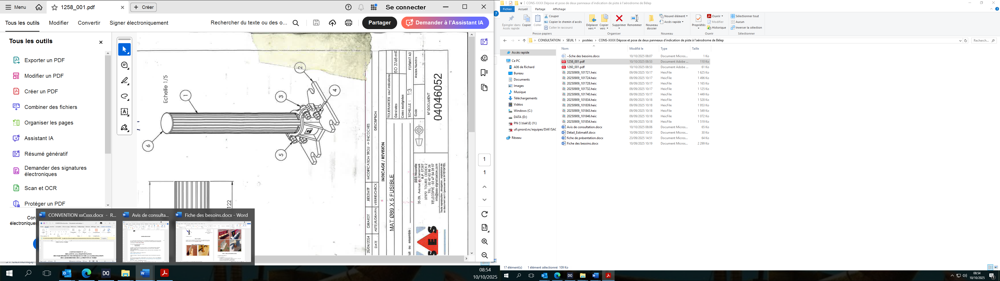 Menu
1258_001.pdf
Créer
Se connecter
Tous les outils
Modifier
Convertir
Signer électroniquement
Rechercher du texte ou des o...
Partager
Demander à l'Assistant IA
Tous les outils
Exporter un PDF
Modifier un PDF
Créer un PDF
Combiner des fichiers
Organiser les pages
Assistant IA
Résumé génératif
Demander des signatures
électroniques
Scan et OCR
Protéger un PDF
Echelle 1/5
1
2
3
4
5
6
122
26/04/2024
GIRARDT
BEKEMTP
MODIFICATION TROU -> ENCOCHES
DATE
AUTEUR/DRAWN
VERIFIE/CHECK
DESCRIPTION
INDICAGE / REVISION
MAT Ø89 X 5 FUSIBLE
TOLERANCES sauf indications
Générales
ISO 2768-mK
Cotes soulignées
ECHELLE : 1:3
FORMAT A3
ou ensemble :
SES Nouvelle
35-39, Avenue du Danemark
B.P. 57267
37072 TOURS CEDEX 2
TEL : 02 47 62 66 26
TELECOPIE : 02 47 54 28 97
info@ses-signalisation.com
Toute reproduction, divulgation, exploitation de
ce document sont rigoureusement INTERDITES.
Code
Ancien Numéro
N° DOCUMENT
04046052
1
1
CONVENTION xxCxxx.docx - R...
Avis de consulta...
Fiche des besoins.docx - Word
CONVENTION N° .C...
RELATIVE A LA MAINTENANCE
DES EQUIPEMENTS TECHNIQUES ET DE LA CLIMATISATION
DES AÉRODROMES DE LA PROVINCE NORD
08:54
10/10/2025
CONS-XXXX Dépose et pose de deux panneaux d'indication de piste à l'aérodrome de Bélep
Fichier
Accueil
Partage
Affichage
Épingler dans
Accès rapide
Copier
Coller
Couper
Copier le chemin d'accès
Coller le raccourci
Presse-papiers
Déplacer
vers
Copier
vers
Supprimer
Renommer
Organiser
Nouveau
dossier
Nouvel élément
Accès rapide
Nouveau
Propriétés
Ouvrir
Modifier
Historique
Ouvrir
Sélectionner tout
Aucun
Inverser la sélection
Sélectionner
CONSULTATION > SEUIL 1 > postées > CONS-XXXX Dépose et pose de deux panneaux d'indication de piste à l'aérodrome de Bélep
Recherch...
Accès rapide
Ce PC
A06 de Richard
Bureau
Documents
Images
Musique
Téléchargements
Vidéos
Windows (C:)
DATA (D:)
PN (\\tiak\E) (Y:)
ufi.pnord.nc/equipes/DAF/SAC
Réseau
Nom Modifié le Type Taille
~$che des besoins.docx 10/10/2025 08:07 Document Micros... 1 Ko
1258_001.pdf 10/10/2025 08:53 Document Adobe ... 110 Ko
1260_001.pdf 10/10/2025 08:53 Document Adobe ... 61 Ko
20250909_101721.heic 09/09/2025 10:17 HeicFile 1 625 Ko
20250909_101724.heic 09/09/2025 10:17 HeicFile 1 496 Ko
20250909_101728.heic 09/09/2025 10:17 HeicFile 1 165 Ko
20250909_101732.heic 09/09/2025 10:17 HeicFile 1 125 Ko
20250909_101740.heic 09/09/2025 10:17 HeicFile 1 449 Ko
20250909_101834.heic 09/09/2025 10:18 HeicFile 1 528 Ko
20250909_101839.heic 09/09/2025 10:18 HeicFile 1 953 Ko
20250909_101843.heic 09/09/2025 10:18 HeicFile 1 549 Ko
20250909_101846.heic 09/09/2025 10:18 HeicFile 1 072 Ko
20250909_101854.heic 09/09/2025 10:18 HeicFile 1 519 Ko
Avis de consultation.docx 10/10/2025 08:06 Document Micros... 65 Ko
Détail_Estimatif.docx 10/09/2025 10:12 Document Micros... 30 Ko
fiche de présentation.docx 23/09/2025 14:51 Document Micros... 64 Ko
Fiche des besoins.docx 10/09/2025 10:19 Document Micros... 2 299 Ko
17 élément(s) 1 élément sélectionné 109 Ko
08:54
10/10/2025